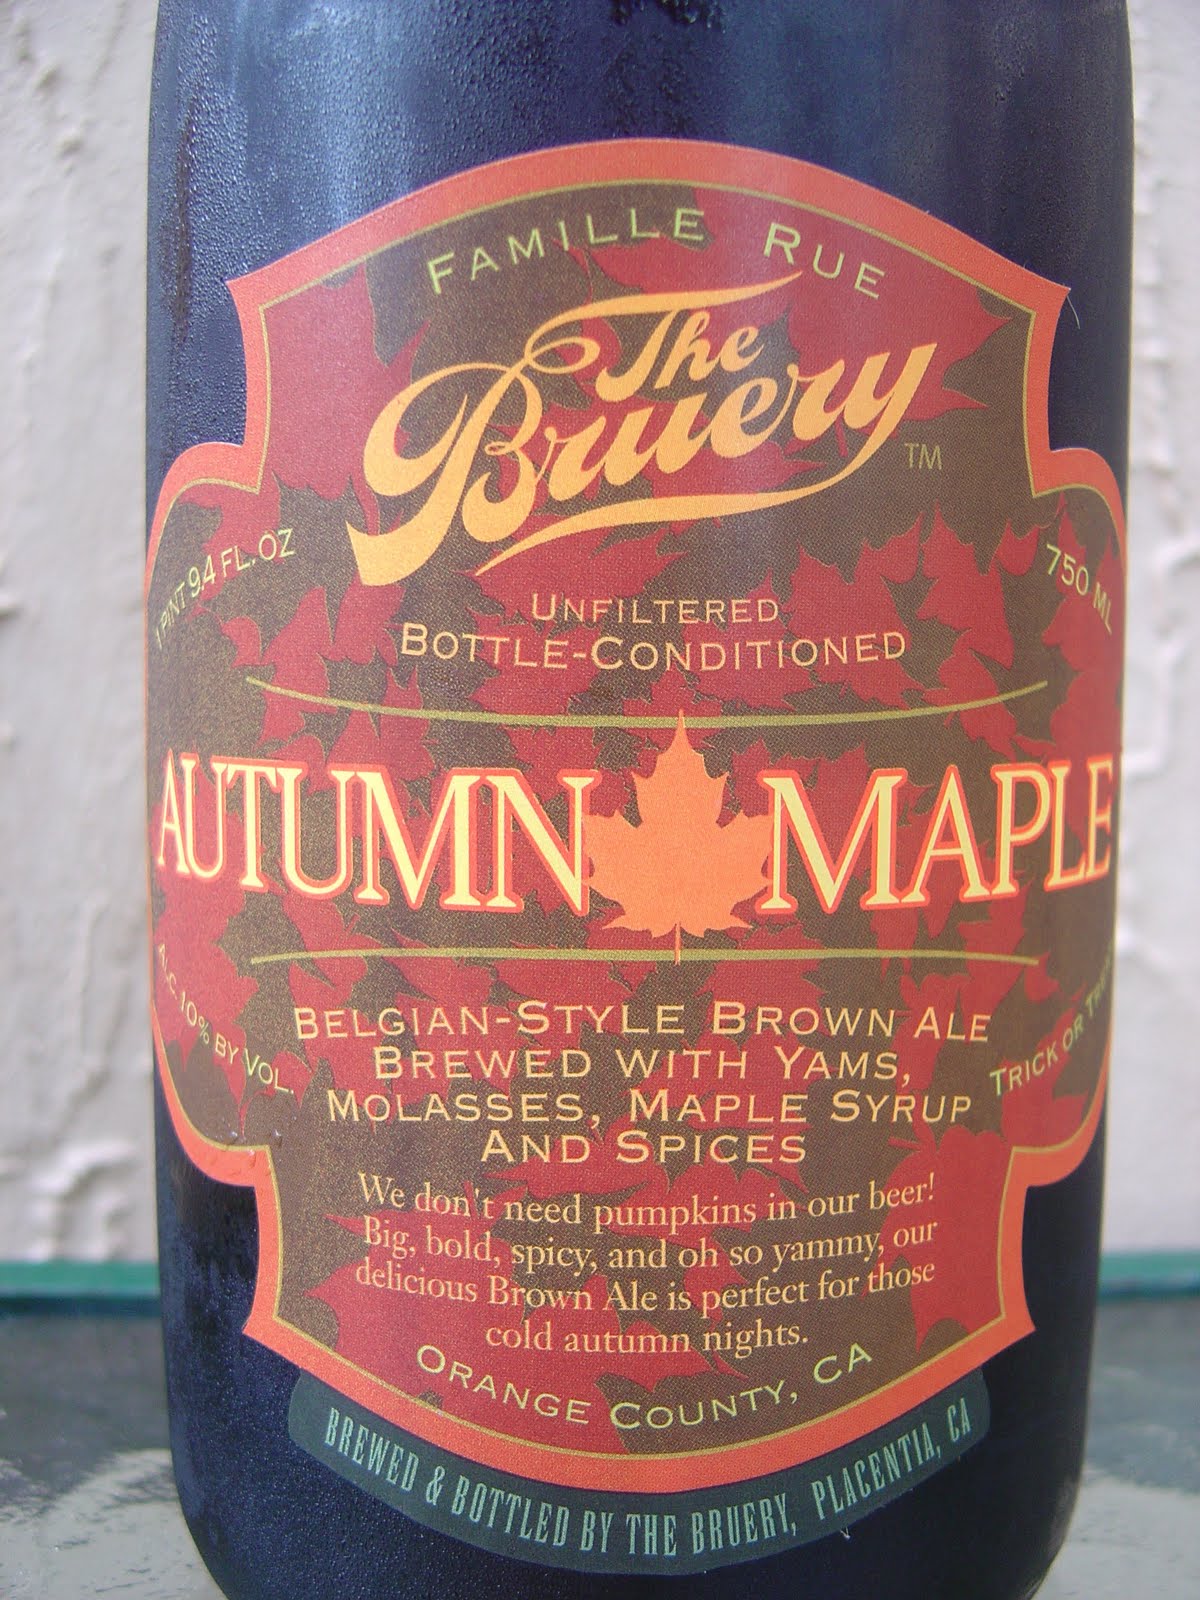 FAMILLE RUE
The
Bruery
TM
1 PINT 9.4 FL. OZ
750 ML
UNFILTERED
BOTTLE-CONDITIONED
AUTUMN MAPLE
ALC. 10% BY VOL.
TRICK OR
BELGIAN-STYLE BROWN ALE
BREWED WITH YAMS,
MOLASSES, MAPLE SYRUP
AND SPICES
We don't need pumpkins in our beer!
Big, bold, spicy, and oh so yammy, our
delicious Brown Ale is perfect for those
cold autumn nights.
ORANGE COUNTY, CA
BREWED & BOTTLED BY THE BRUERY, PLACENTIA, CA